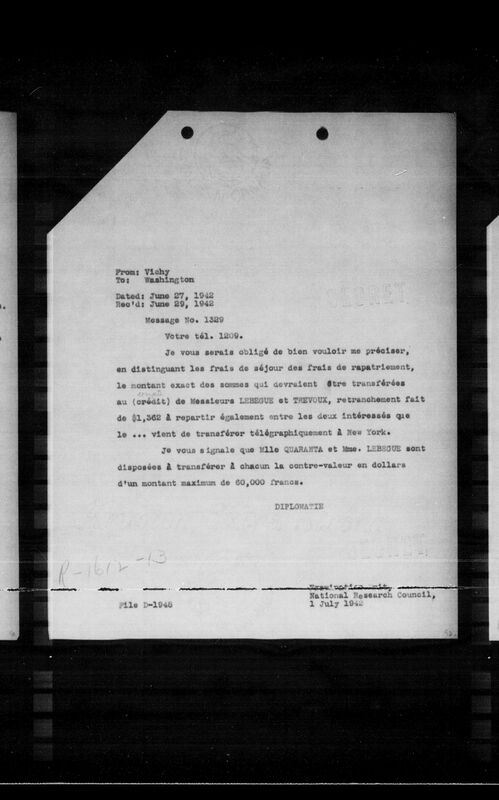 From: Vichy
To: Washington
Dated: June 27, 1942
Rec'd: June 29, 1942
Message No. 1329
Votre tél. 1209.
Je vous serais obligé de bien vouloir me préciser,
en distinguant les frais de séjour des frais de rapatriement,
le montant exact des sommes qui devraient être transférées
au (crédit) de Messieurs LEBEGUE et TREVOUX, retranchement fait
de $1,362 à repartir également entre les deux intéressés que
le ... vient de transférer télégraphiquement à New York.
Je vous signale que Mlle QUARANTA et Mme. LEBEGUE sont
disposées à transférer à chacun la contre-valeur en dollars
d'un montant maximum de 60,000 francs.
DIPLOMATIE
R-1612-13
Examination Unit,
National Research Council,
1 July 1942
File D-1945